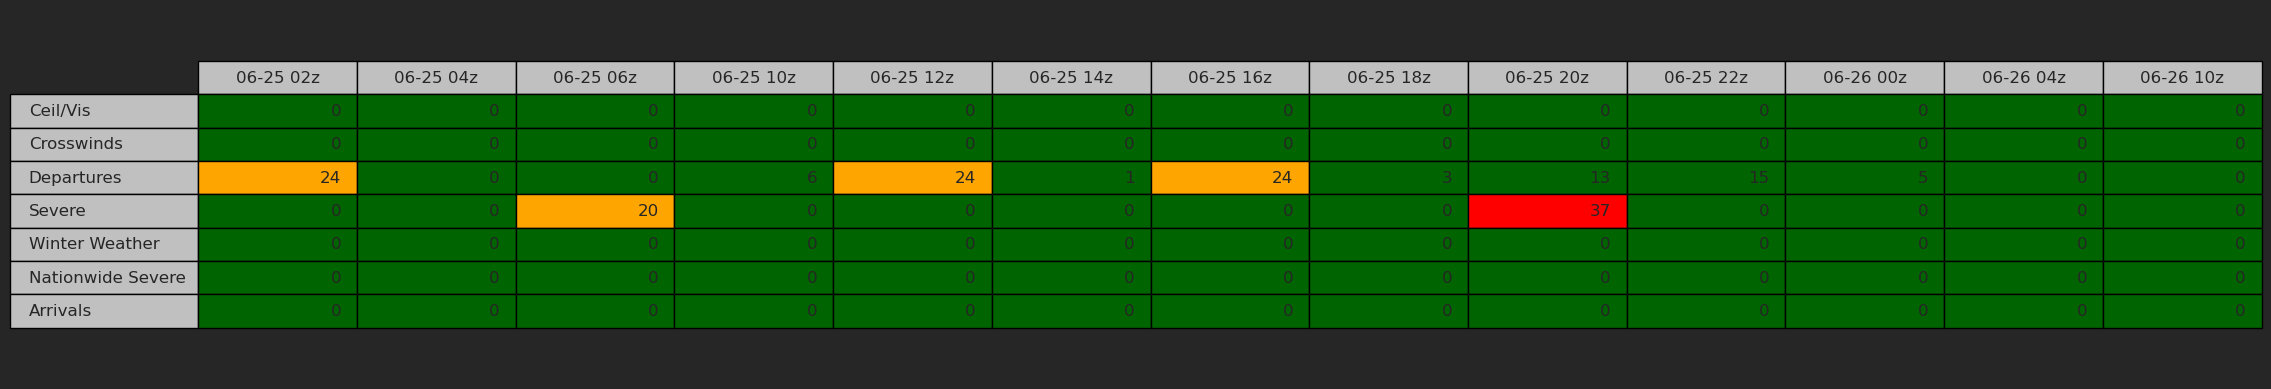 06-25 02z 06-25 04z 06-25 06z 06-25 10z 06-25 12z 06-25 14z 06-25 16z 06-25 18z 06-25 20z 06-25 22z 06-26 00z 06-26 04z 06-26 10z
Ceil/Vis 0 0 0 0 0 0 0 0 0 0 0 0 0
Crosswinds 0 0 0 0 0 0 0 0 0 0 0 0 0
Departures 24 0 0 6 24 1 24 3 13 15 5 0 0
Severe 0 0 20 0 0 0 0 0 37 0 0 0 0
Winter Weather 0 0 0 0 0 0 0 0 0 0 0 0 0
Nationwide Severe 0 0 0 0 0 0 0 0 0 0 0 0 0
Arrivals 0 0 0 0 0 0 0 0 0 0 0 0 0